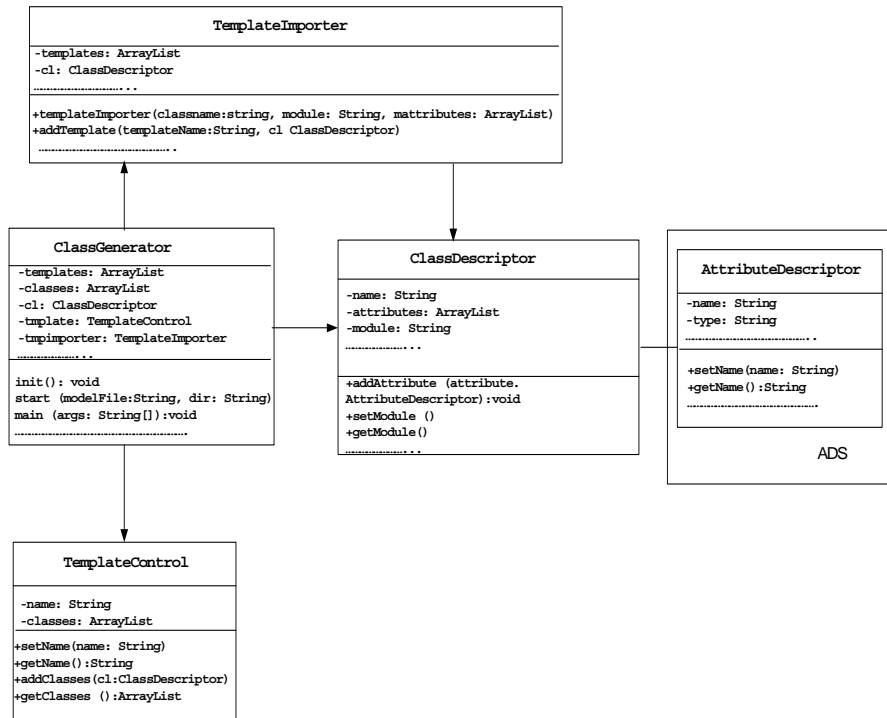 TemplateImporter
-templates: ArrayList
-cl: ClassDescriptor
...........................
+templateImporter(classname:string, module: String, mattributes: ArrayList)
+addTemplate(templateName:String, cl ClassDescriptor)
...........................
ClassGenerator
-templates: ArrayList
-classes: ArrayList
-cl: ClassDescriptor
-tmplate: TemplateControl
-tmpimporter: TemplateImporter
...........................
init(): void
start (modelFile:String, dir: String)
main (args: String[]):void
...........................
ClassDescriptor
-name: String
-attributes: ArrayList
-module: String
...........................
+addAttribute (attribute.
AttributeDescriptor):void
+setModule ()
+getModule()
...........................
AttributeDescriptor
-name: String
-type: String
...........................
+setName(name: String)
+getName():String
...........................
ADS
TemplateControl
-name: String
-classes: ArrayList
+setName(name: String)
+getName():String
+addClasses(cl:ClassDescriptor)
+getClasses ():ArrayList